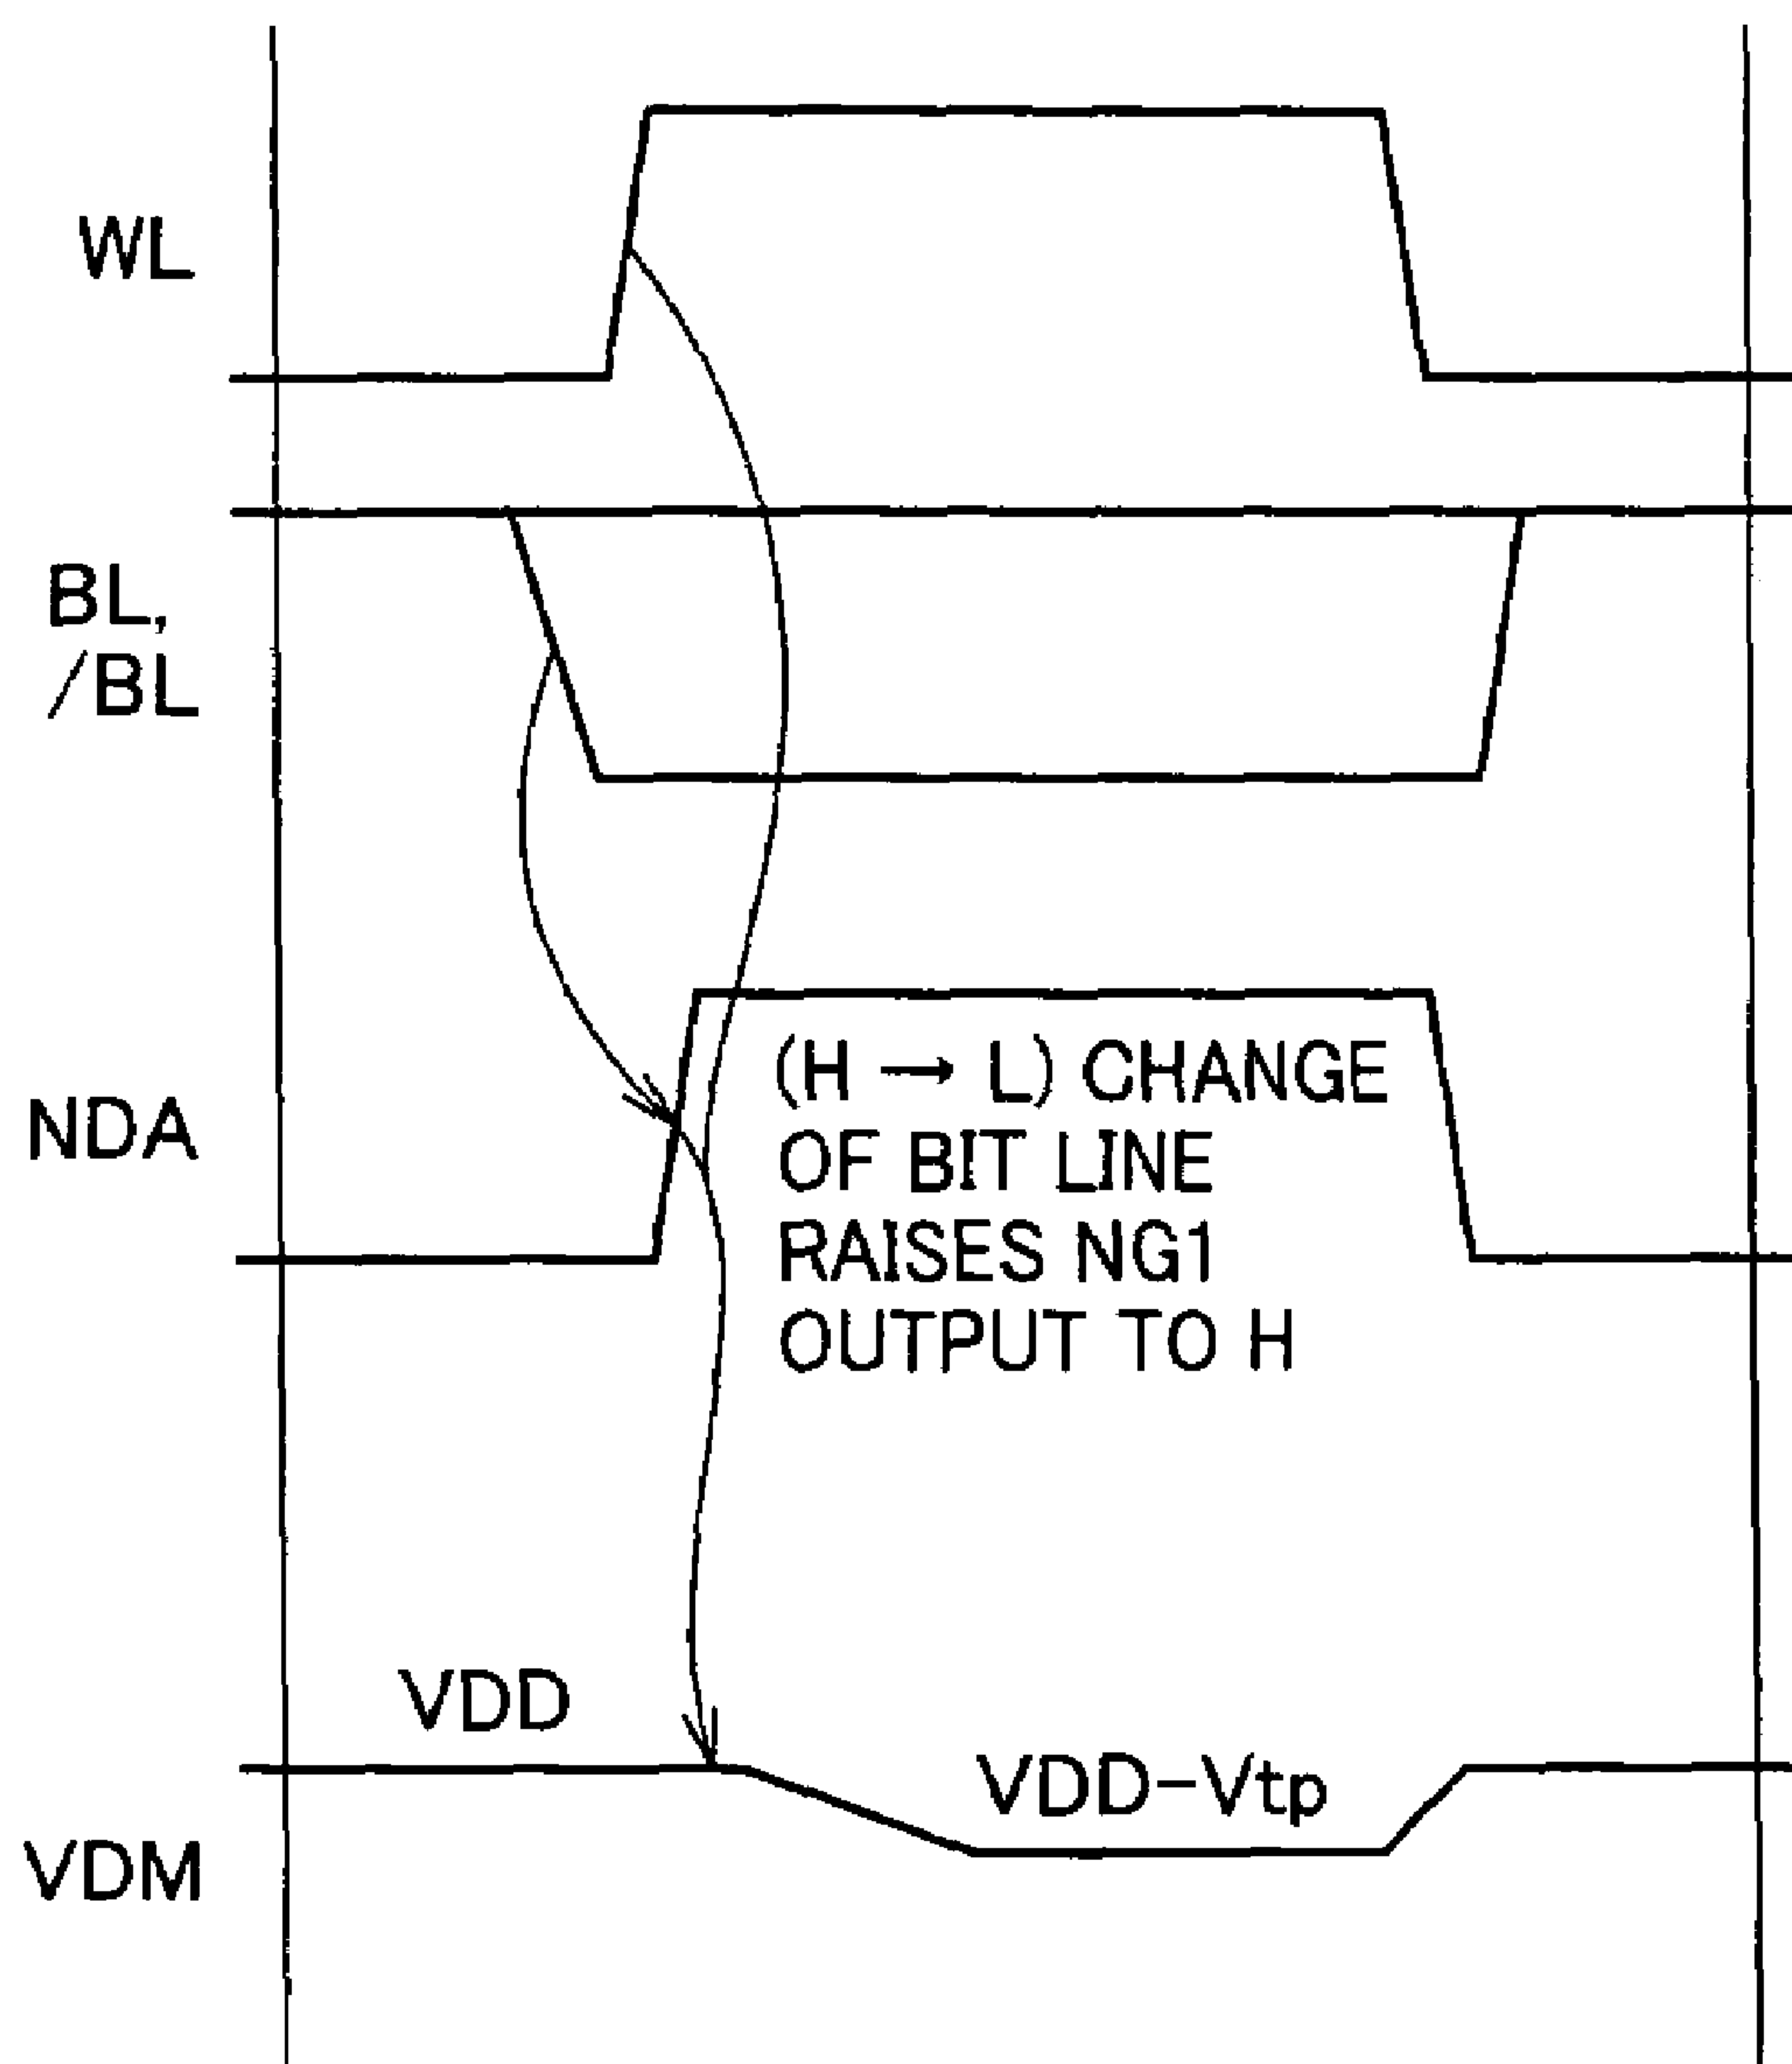 WL
BL,
/BL
NDA
(H → L) CHANGE
OF BIT LINE
RAISES NG1
OUTPUT TO H
VDD
VDD-Vtp
VDM